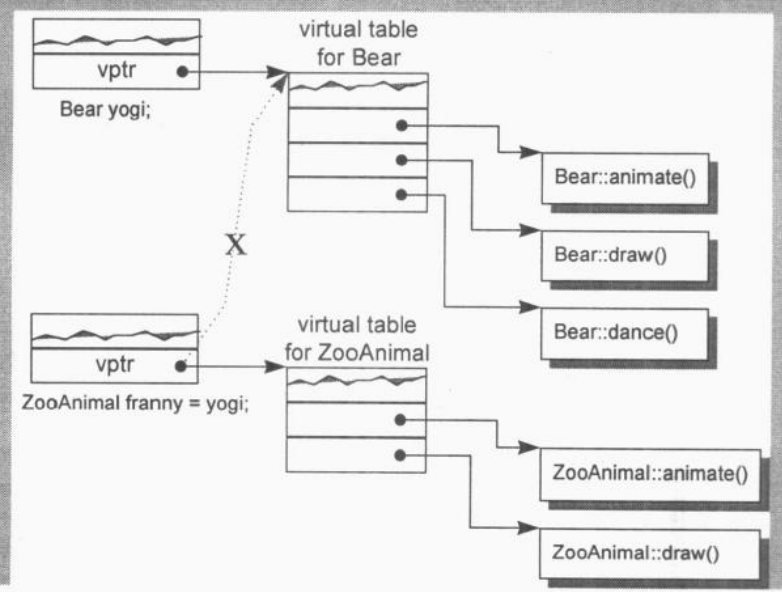 virtual table
for Bear
vptr
Bear yogi;
Bear::animate()
Bear::draw()
X
Bear::dance()
virtual table
for ZooAnimal
vptr
ZooAnimal franny = yogi;
ZooAnimal::animate()
ZooAnimal::draw()